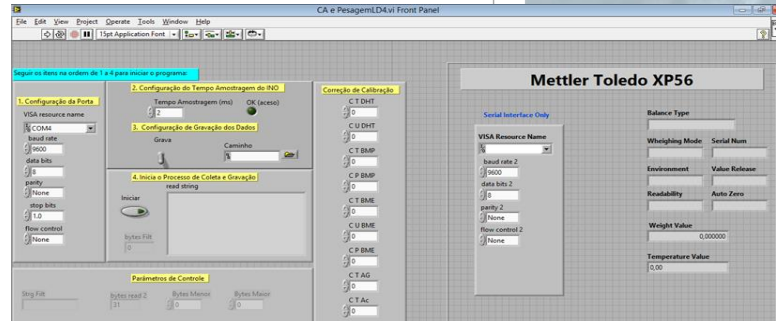 CA e PesagemLD4.vi Front Panel
File Edit View Project Operate Tools Window Help
15pt Application Font
Seguir os itens na ordem de 1 a 4 para iniciar o programa:
1. Configuração da Porta
VISA resource name
COM4
baud rate
9600
data bits
8
parity
None
stop bits
1.0
flow control
None
2. Configuração do Tempo Amostragem do INO
Tempo Amostragem (ms) OK (aceso)
2
3. Configuração de Gravação dos Dados
Grava
Caminho
4. Inicia o Processo de Coleta e Gravação
read string
Iniciar
bytes Filt
0
Parâmetros de Controle
Strig Filt
bytes read 2
31
Bytes Menor
0
Bytes Maior
0
Correção de Calibração
C T DHT
0
C U DHT
0
C T BMP
0
C P BMP
0
C T BME
0
C U BME
0
C P BME
0
C T AG
0
C T Ac
0
Mettler Toledo XP56
Serial Interface Only
VISA Resource Name
baud rate 2
9600
data bits 2
8
parity 2
None
flow control 2
None
Balance Type
Wheighing Mode Serial Num
Environment Value Release
Readability Auto Zero
Weight Value
0,000000
Temperature Value
0,00